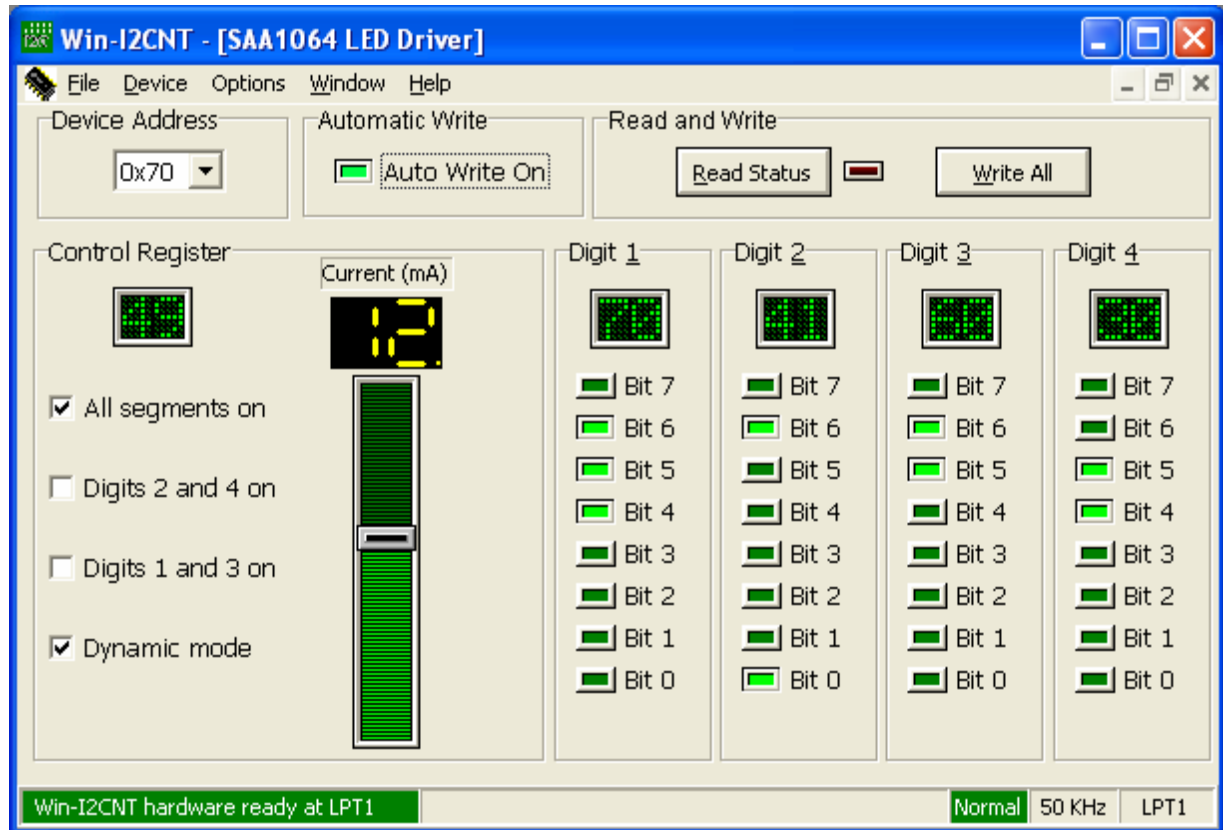 Win-I2CNT - [SAA1064 LED Driver]
File Device Options Window Help
Device Address
0x70
Automatic Write
Auto Write On
Read and Write
Read Status Write All
Control Register
49
Current (mA)
12
All segments on
Digits 2 and 4 on
Digits 1 and 3 on
Dynamic mode
Digit 1
70
Bit 7
Bit 6
Bit 5
Bit 4
Bit 3
Bit 2
Bit 1
Bit 0
Digit 2
41
Bit 7
Bit 6
Bit 5
Bit 4
Bit 3
Bit 2
Bit 1
Bit 0
Digit 3
60
Bit 7
Bit 6
Bit 5
Bit 4
Bit 3
Bit 2
Bit 1
Bit 0
Digit 4
30
Bit 7
Bit 6
Bit 5
Bit 4
Bit 3
Bit 2
Bit 1
Bit 0
Win-I2CNT hardware ready at LPT1 Normal 50 KHz LPT1